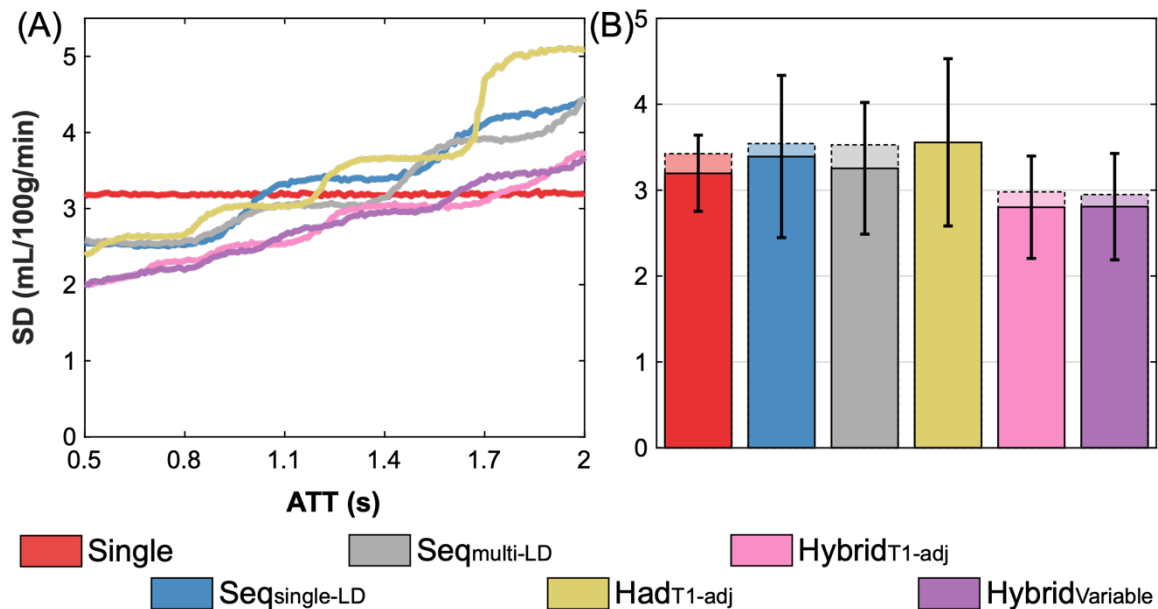 (A)
(B)
SD (mL/100g/min)
5
4
3
2
1
0
0.5 0.8 1.1 1.4 1.7 2
ATT (s)
5
4
3
2
1
0
Single
Seqmulti-LD
HybridT1-adj
Seqsingle-LD
HadT1-adj
HybridVariable